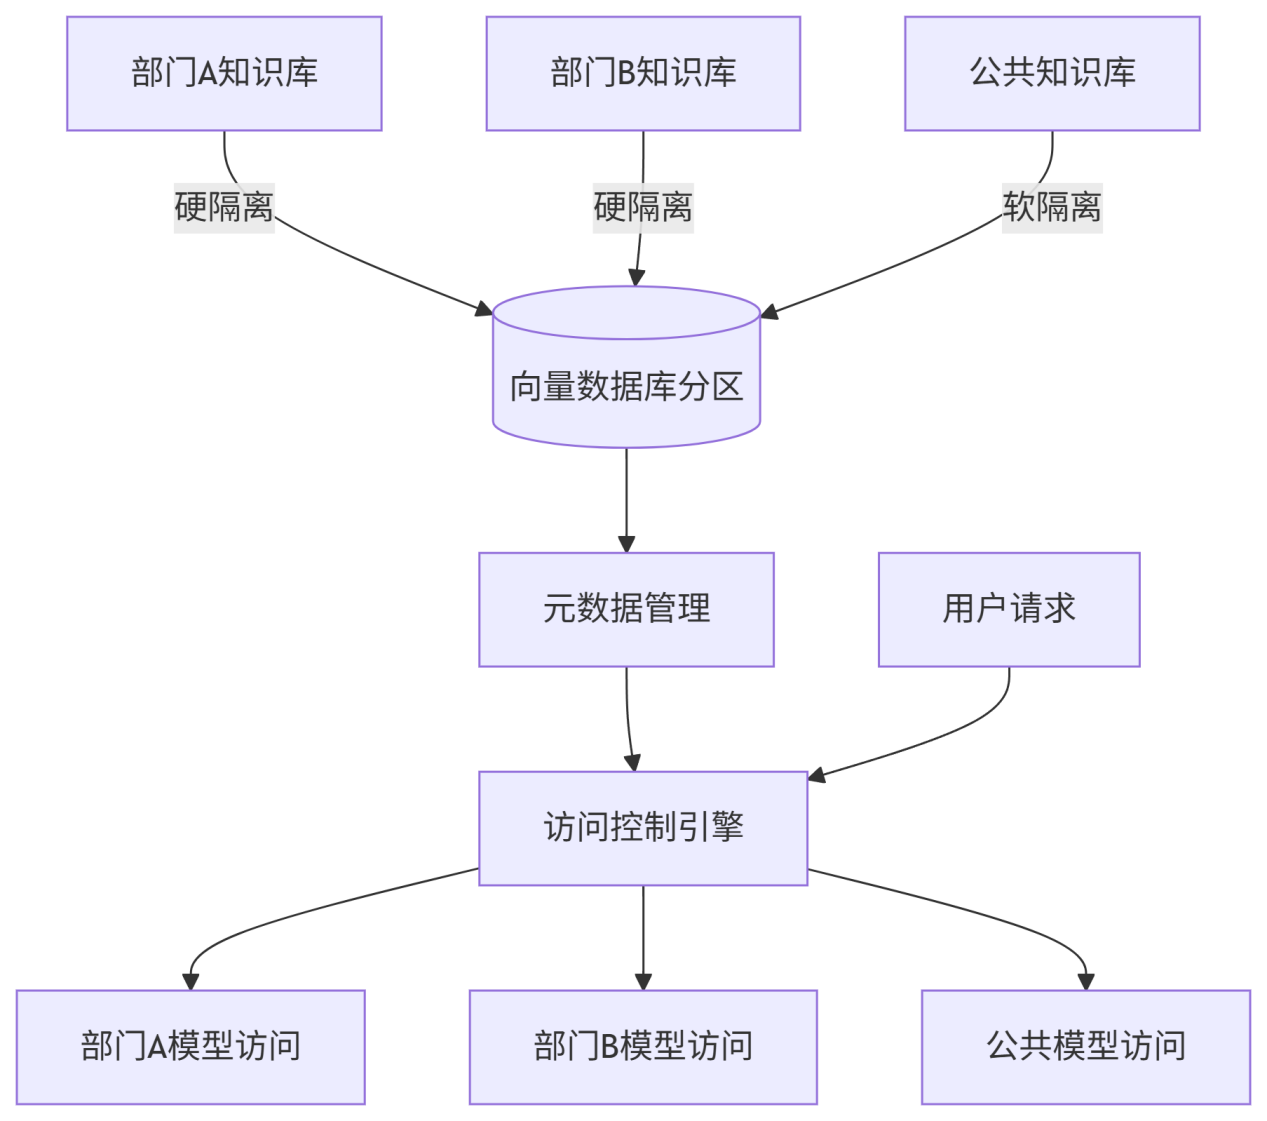 部门A知识库
部门B知识库
公共知识库
硬隔离
硬隔离
软隔离
向量数据库分区
元数据管理
用户请求
访问控制引擎
部门A模型访问
部门B模型访问
公共模型访问